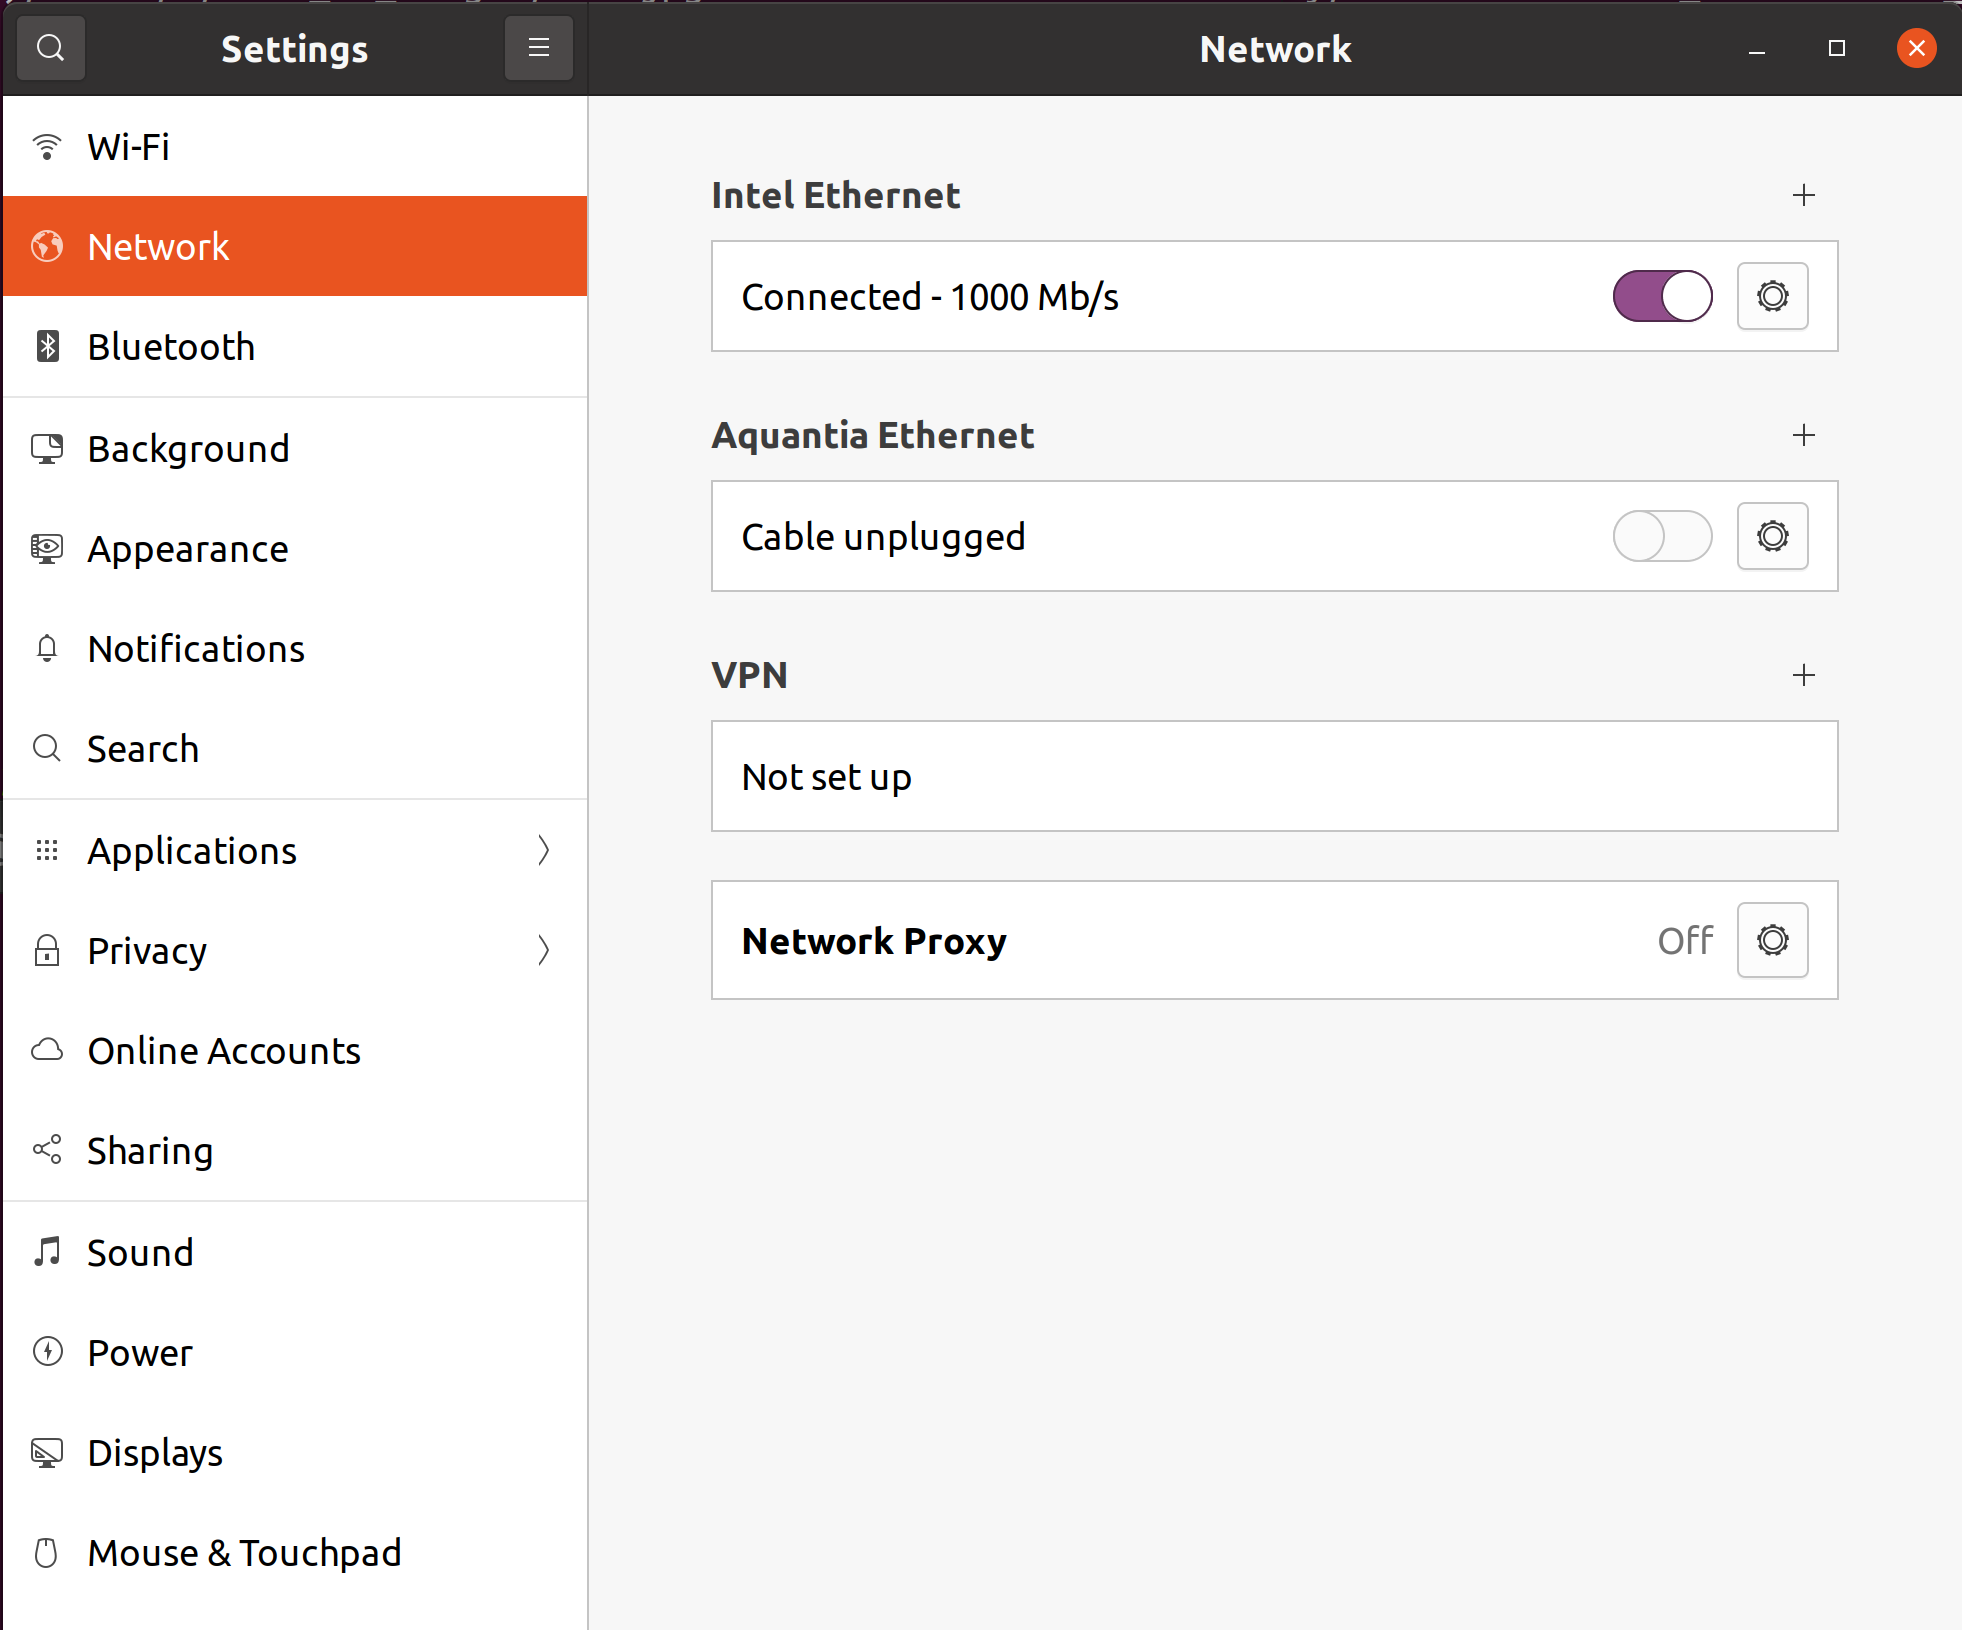 Settings
Network
Wi-Fi
Network
Bluetooth
Background
Appearance
Notifications
Search
Applications
Privacy
Online Accounts
Sharing
Sound
Power
Displays
Mouse & Touchpad
Intel Ethernet
Connected - 1000 Mb/s
Aquantia Ethernet
Cable unplugged
VPN
Not set up
Network Proxy Off